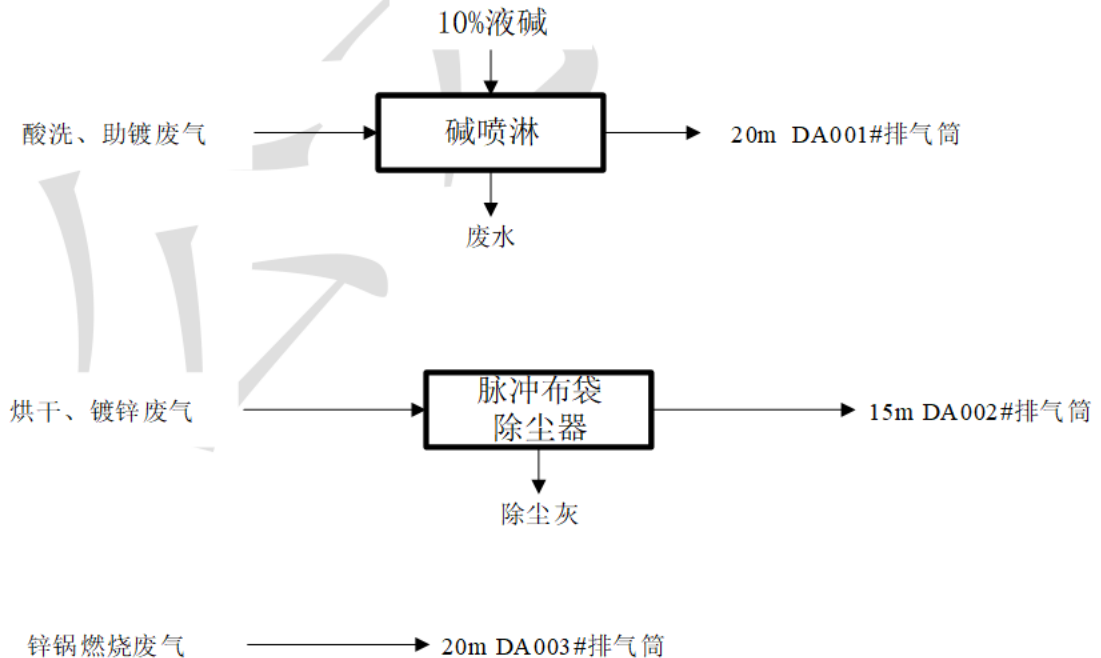 10%液碱
酸洗、助镀废气
碱喷淋
20m DA001#排气筒
废水
烘干、镀锌废气
脉冲布袋
除尘器
15m DA002#排气筒
除尘灰
锌锅燃烧废气
20m DA003#排气筒